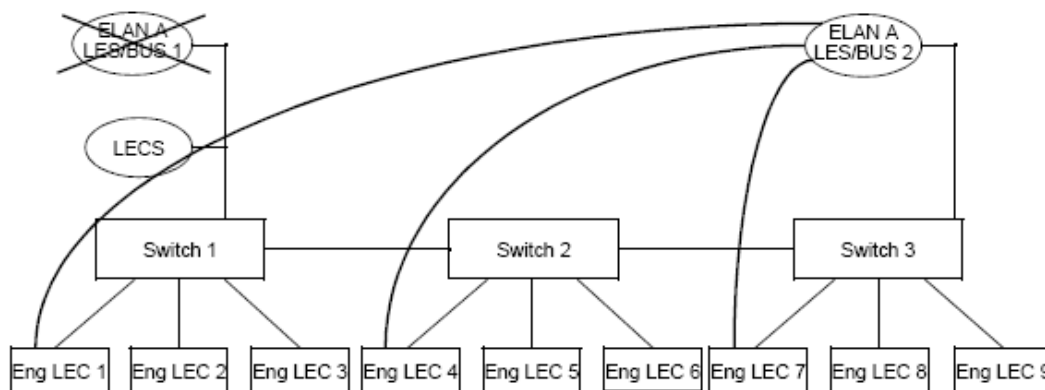 ELAN A
LES/BUS 1
ELAN A
LES/BUS 2
LECS
Switch 1
Switch 2
Switch 3
Eng LEC 1
Eng LEC 2
Eng LEC 3
Eng LEC 4
Eng LEC 5
Eng LEC 6
Eng LEC 7
Eng LEC 8
Eng LEC 9